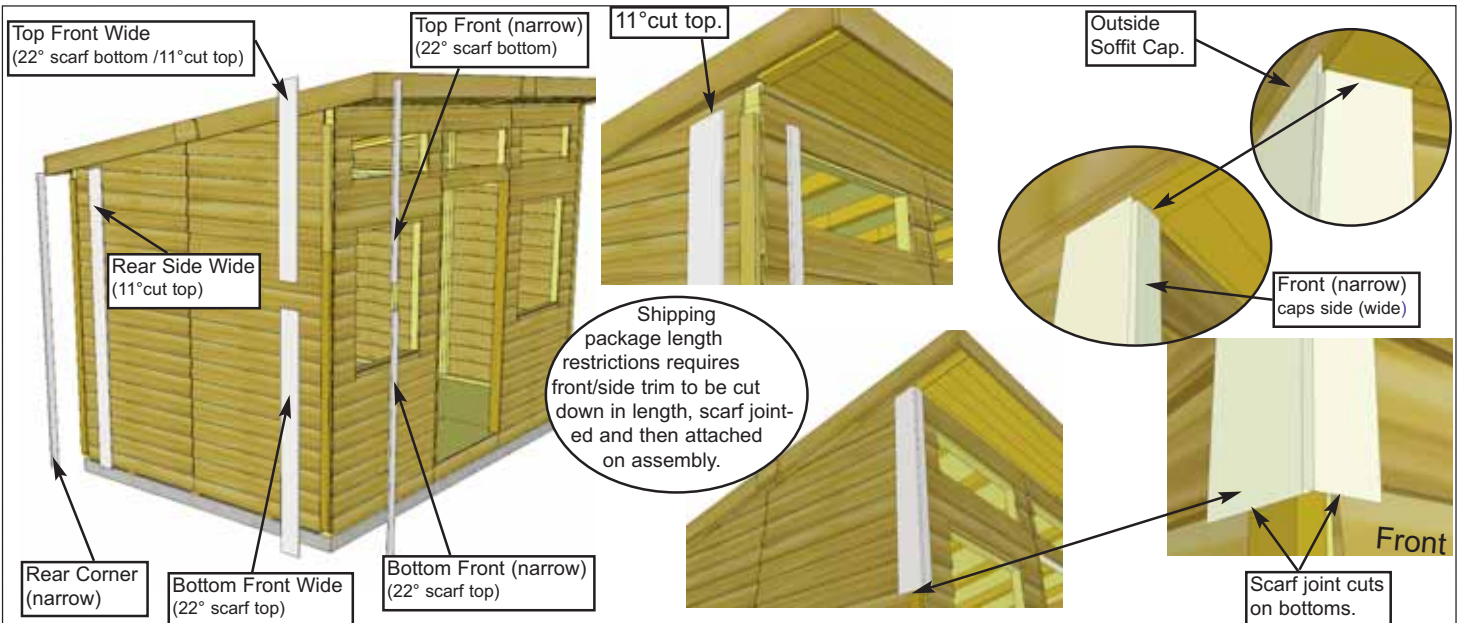 Top Front Wide
(22° scarf bottom /11°cut top)
Top Front (narrow)
(22° scarf bottom)
11°cut top.
Outside
Soffit Cap.
Rear Side Wide
(11°cut top)
Front (narrow)
caps side (wide)
Shipping
package length
restrictions requires
front/side trim to be cut
down in length, scarf joint-
ed and then attached
on assembly.
Front
Rear Corner
(narrow)
Bottom Front Wide
(22° scarf top)
Bottom Front (narrow)
(22° scarf top)
Scarf joint cuts
on bottoms.